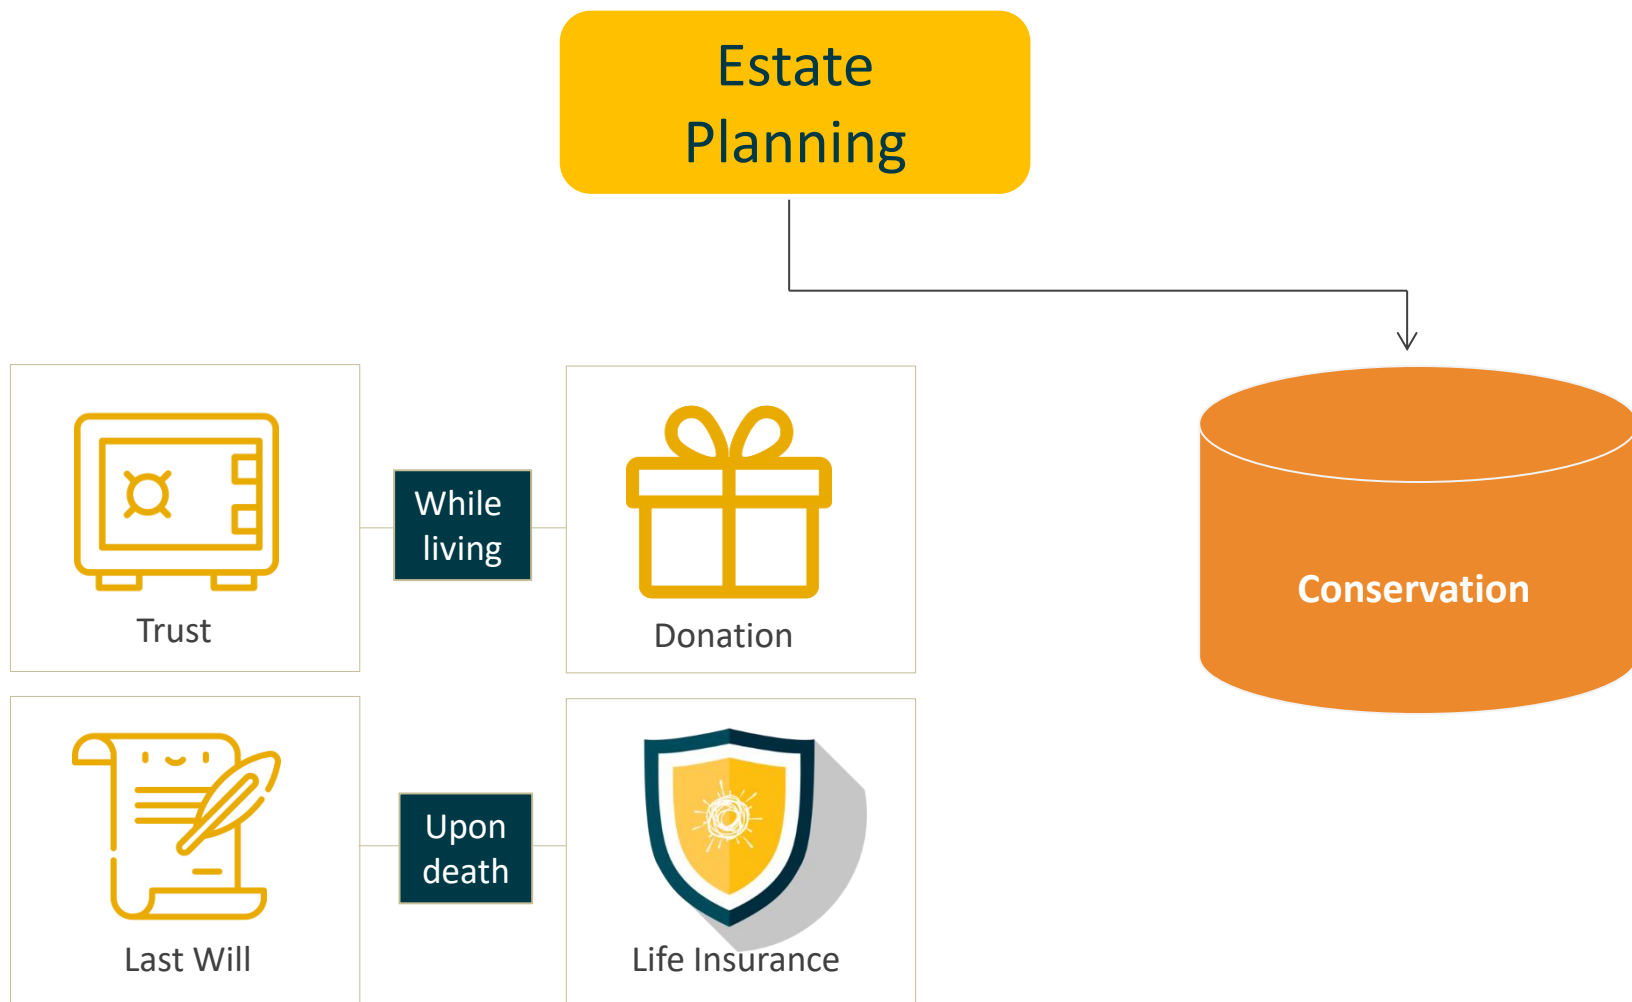 Estate
Planning
While
living
Trust
Donation
Conservation
Upon
death
Last Will
Life Insurance